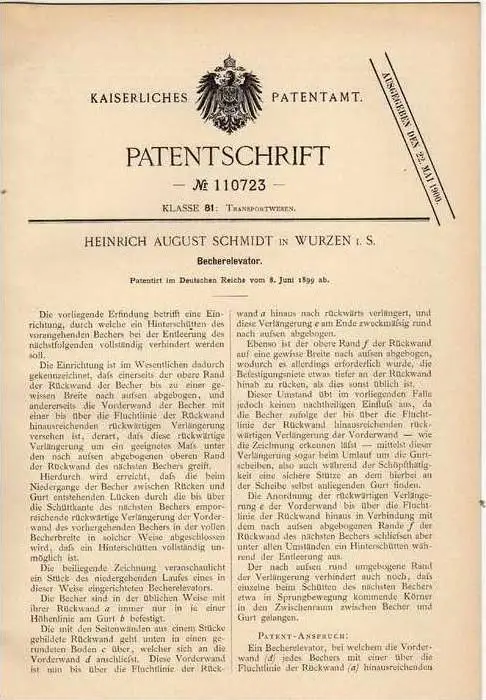 KAISERLICHES PATENTAMT.
AUSGEGEBEN DEN 22. MAI 1900.
PATENTSCHRIFT
— № 110723 —
KLASSE 81: TRANSPORTWESEN.
HEINRICH AUGUST SCHMIDT IN WURZEN I. S.
Becherelevator.
Patentirt im Deutschen Reiche vom 8. Juni 1899 ab.
Die vorliegende Erfindung betrifft eine Ein-
richtung, durch welche ein Hinterschütten des
vorangehenden Bechers bei der Entleerung des
nächstfolgenden vollständig verhindert werden
soll.
Die Einrichtung ist im Wesentlichen dadurch
gekennzeichnet, dafs einerseits der obere Rand
der Rückwand der Becher bis zu einer ge-
wissen Breite nach aufsen abgebogen, und
andererseits die Vorderwand der Becher mit
einer bis über die Fluchtlinie der Rückwand
hinausreichenden rückwärtigen Verlängerung
versehen ist, derart, dafs diese rückwärtige
Verlängerung um ein geeignetes Mafs unter
den nach aufsen abgebogenen oberen Rand
der Rückwand des nächsten Bechers greift.
Hierdurch wird erreicht, dafs die beim
Niedergange der Becher zwischen Rücken und
Gurt entstehenden Lücken durch die bis über
die Schüttkante des nächsten Bechers empor-
reichende rückwärtige Verlängerung der Vorder-
wand des vorhergehenden Bechers in der vollen
Becherbreite in solcher Weise abgeschlossen
wird, dafs ein Hinterschütten vollständig un-
möglich ist.
Die beiliegende Zeichnung veranschaulicht
ein Stück des niedergehenden Laufes eines in
dieser Weise eingerichteten Becherelevators.
Die Becher sind in der üblichen Weise mit
ihrer Rückwand a immer nur in je einer
Höhenlinie am Gurt b befestigt.
Die mit den Seitenwänden aus einem Stücke
gebildete Rückwand geht unten in einen ge-
rundeten Boden c über, welcher sich an die
Vorderwand d anschliefst. Diese Vorderwand
ist nun bis über die Fluchtlinie der Rück-
wand a hinaus nach rückwärts verlängert, und
diese Verlängerung e am Ende zweckmäfsig rund
nach aufsen abgebogen.
Ebenso ist der obere Rand f der Rückwand
auf eine gewisse Breite nach aufsen abgebogen,
wodurch es allerdings erforderlich wurde, die
Befestigungsniete etwas tiefer an der Rückwand
hinab zu rücken, als dies sonst üblich ist.
Dieser Umstand übt im vorliegenden Falle
jedoch keinen nachtheiligen Einflufs aus, da
die Becher zufolge der bis über die Flucht-
linie der Rückwand hinausreichenden rück-
wärtigen Verlängerung der Vorderwand — wie
die Zeichnung erkennen läfst — mittelst dieser
Verlängerung sogar beim Umlauf um die Gurt-
scheiben, also auch während der Schöpfthätig-
keit eine sichere Stütze an dem hierbei an
der Scheibe selbst anliegenden Gurt finden.
Die Anordnung der rückwärtigen Verlänge-
rung e der Vorderwand bis über die Flucht-
linie der Rückwand hinaus in Verbindung mit
dem nach aufsen abgebogenen Rande f der
Rückwand des nächsten Bechers schliefsen aber
unter allen Umständen ein Hinterschütten wäh-
rend der Entleerung aus.
Der nach aufsen rund umgebogene Rand
der Verlängerung verhindert auch noch, dafs
einzelne beim Schütten des nächsten Bechers
etwa in Sprungbewegung kommende Körner
in den Zwischenraum zwischen Becher und
Gurt gelangen.
PATENT-ANSPRUCH:
Ein Becherelevator, bei welchem die Vorder-
wand (d) jedes Bechers mit einer über die
Fluchtlinie der Rückwand (a) hinausreichenden